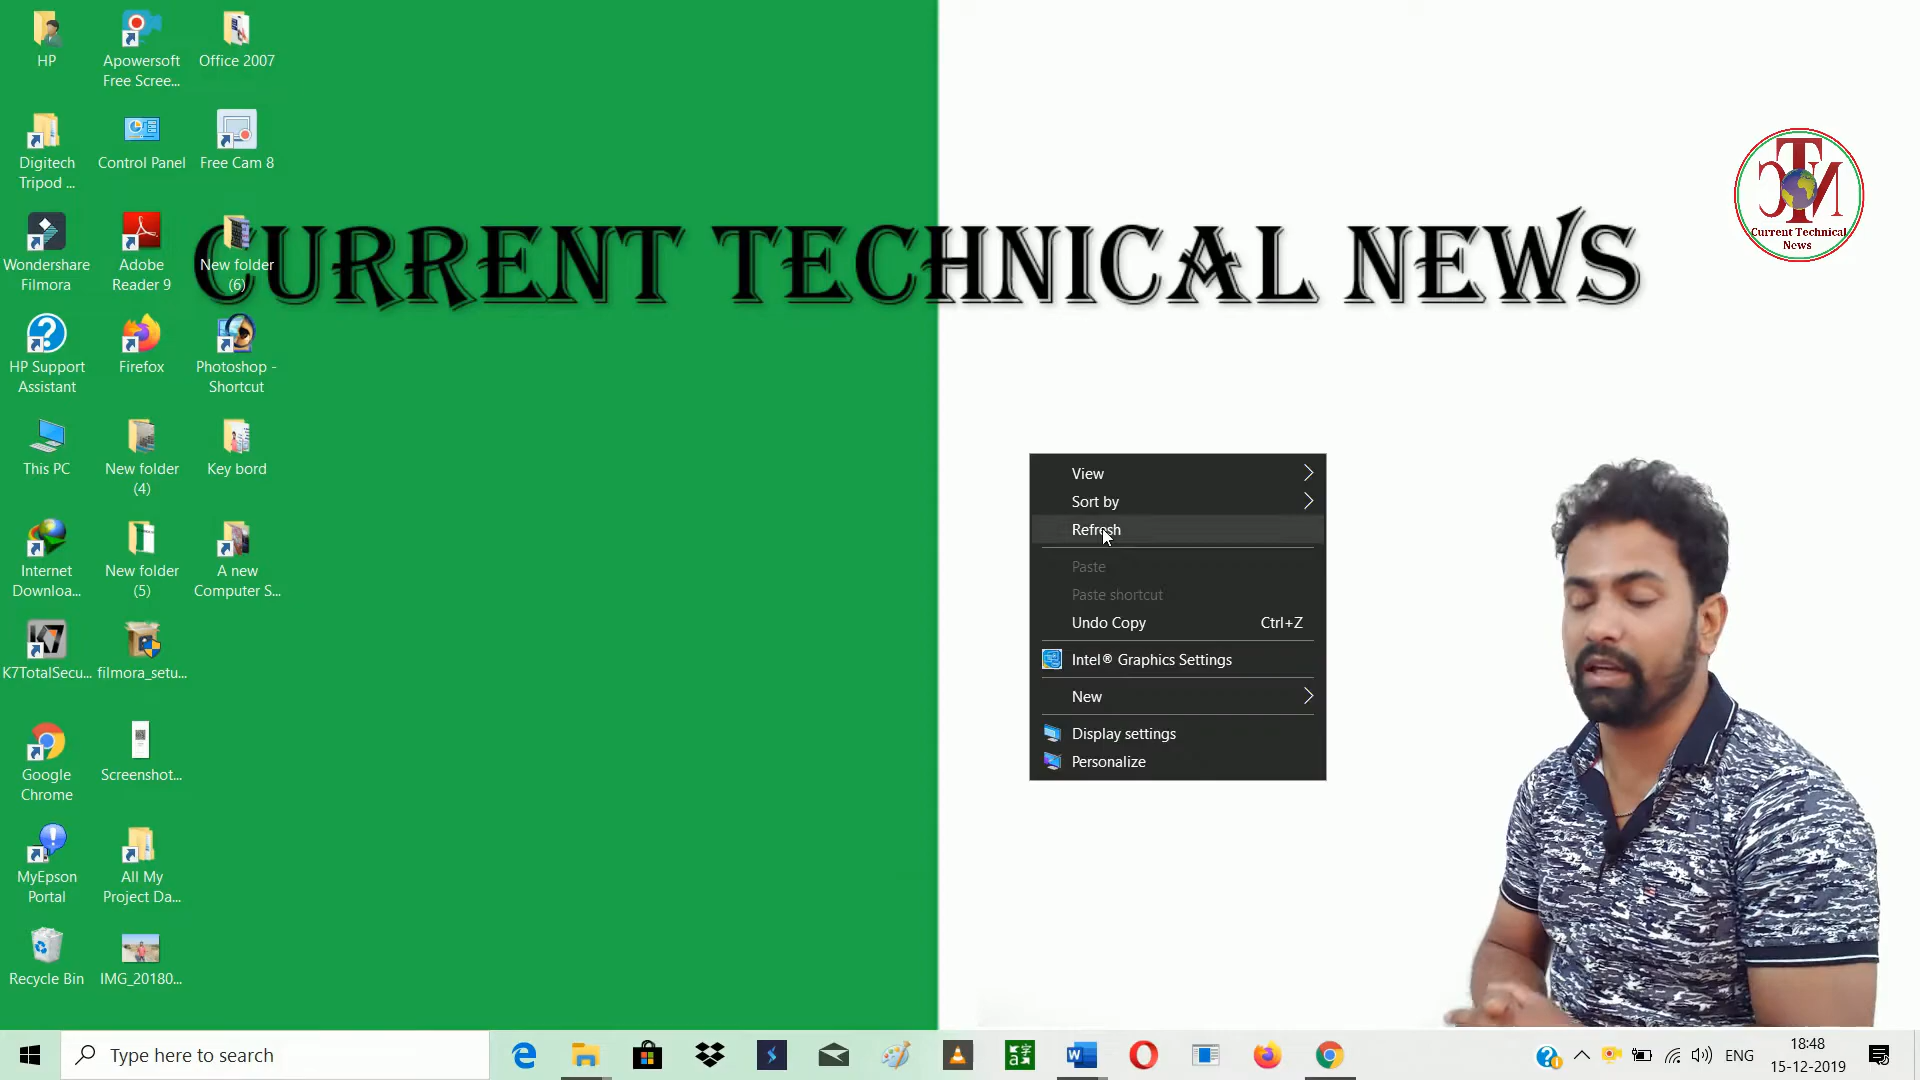 HP
Apowersoft
Free Scree...
Office 2007
Digitech
Tripod ...
Control Panel
Free Cam 8
Wondershare
Filmora
Adobe
Reader 9
New folder
(6)
HP Support
Assistant
Firefox
Photoshop -
Shortcut
This PC
New folder
(4)
Key bord
Internet
Downloa...
New folder
(5)
A new
Computer S...
K7TotalSecu...
filmora_setu...
Google
Chrome
Screenshot...
MyEpson
Portal
All My
Project Da...
Recycle Bin
IMG_20180...
CURRENT TECHNICAL NEWS
CTN
Current Technical
News
View
Sort by
Refresh
Paste
Paste shortcut
Undo Copy Ctrl+Z
Intel® Graphics Settings
New
Display settings
Personalize
Type here to search
ENG
18:48
15-12-2019